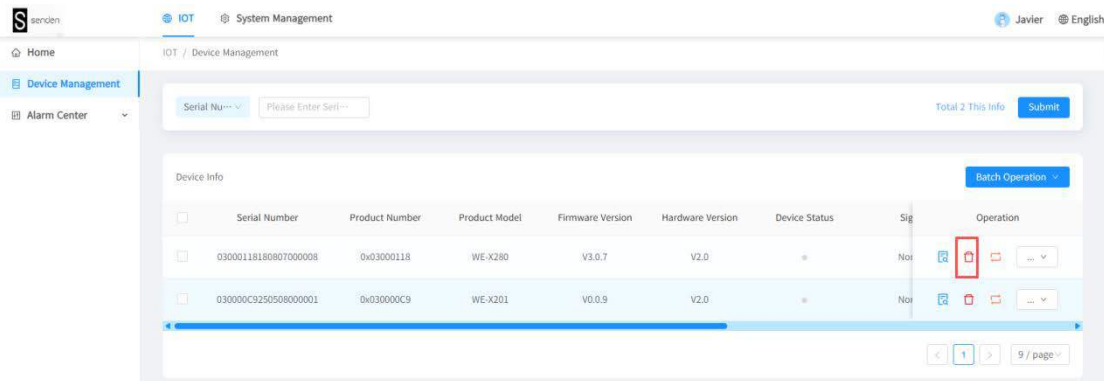 S senden
IOT System Management Javier English
Home
IOT / Device Management
Device Management
Serial Nu··· Please Enter Seri··· Total 2 This Info Submit
Alarm Center
Device Info Batch Operation
Serial Number Product Number Product Model Firmware Version Hardware Version Device Status Sig Operation
03000118180807000008 0x03000118 WE-X280 V3.0.7 V2.0 Nor ...
030000C9250508000001 0x030000C9 WE-X201 V0.0.9 V2.0 Nor ...
< 1 > 9 / page